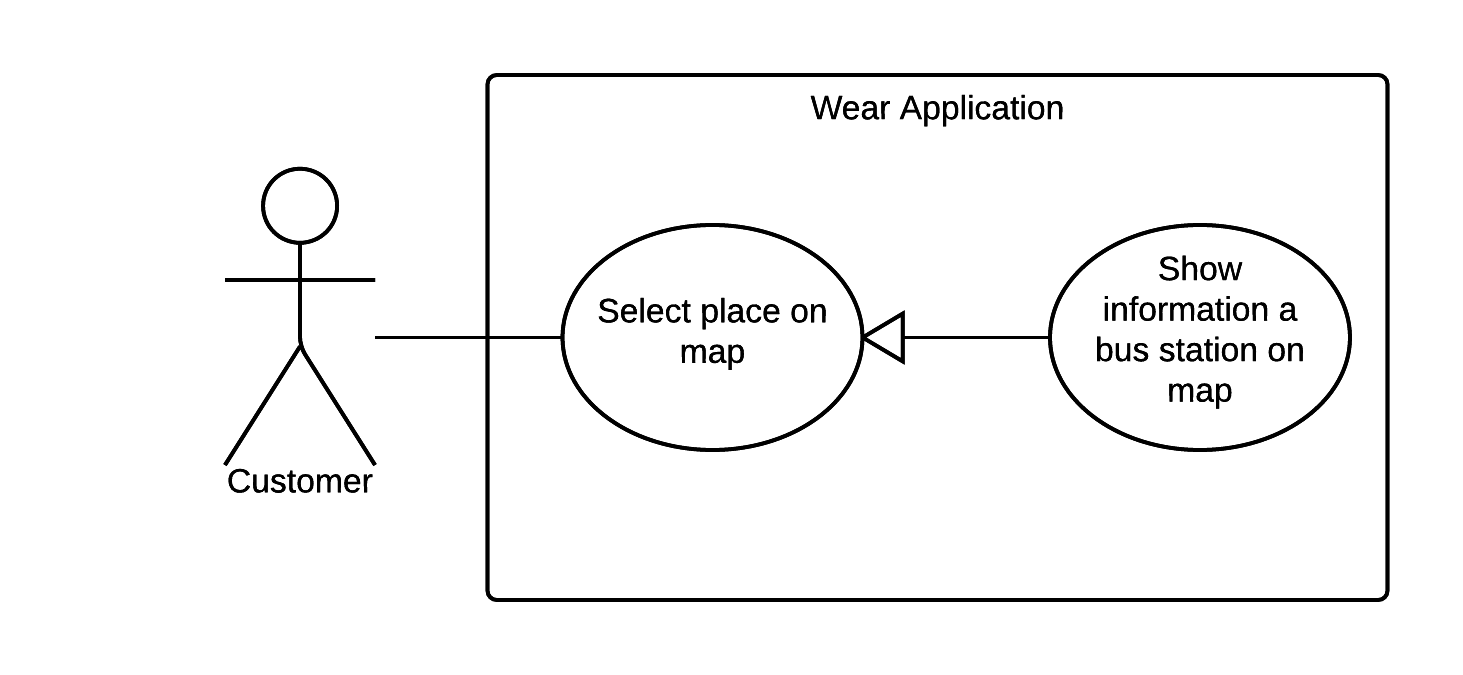 Wear Application
Select place on
map
Show
information a
bus station on
map
Customer